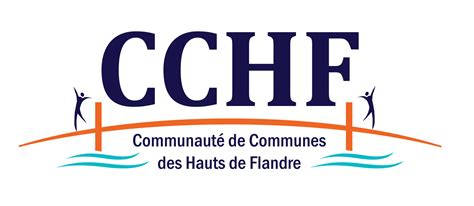 CCHF
Communauté de Communes
des Hauts de Flandre